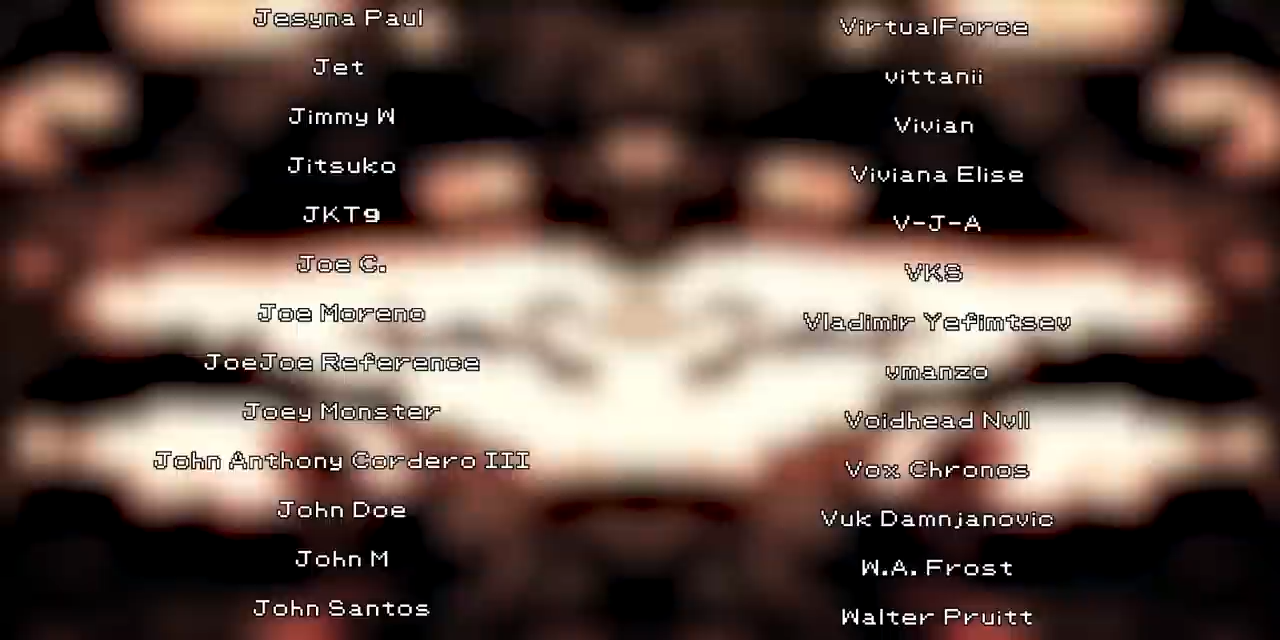 Jesyna Paul
Jet
Jimmy W
Jitsuko
JKT9
Joe C.
Joe Moreno
JoeJoe Reference
Joey Monster
John Anthony Cordero III
John Doe
John M
John Santos
VirtualForce
vittanii
Vivian
Viviana Elise
V-J-A
VKS
Vladimir Yefimtsev
vmanzo
Voidhead Nvll
Vox Chronos
Vuk Damnjanovic
W.A. Frost
Walter Pruitt